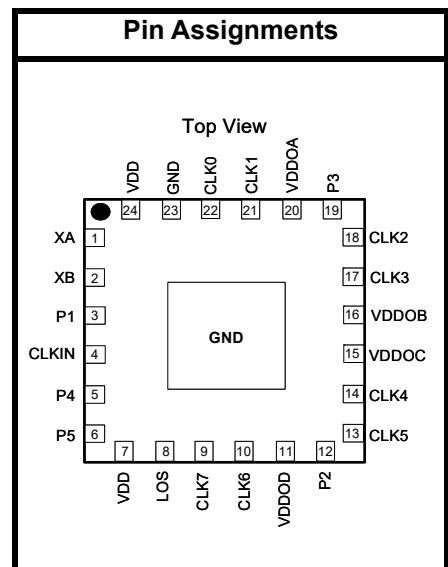 Pin Assignments
Top View
VDD GND CLK0 CLK1 VDDOA P3
24 23 22 21 20 19
XA 1 18 CLK2
XB 2 17 CLK3
P1 3 16 VDDOB
GND
CLKIN 4 15 VDDOC
P4 5 14 CLK4
P5 6 13 CLK5
7 8 9 10 11 12
VDD LOS CLK7 CLK6 VDDOD P2